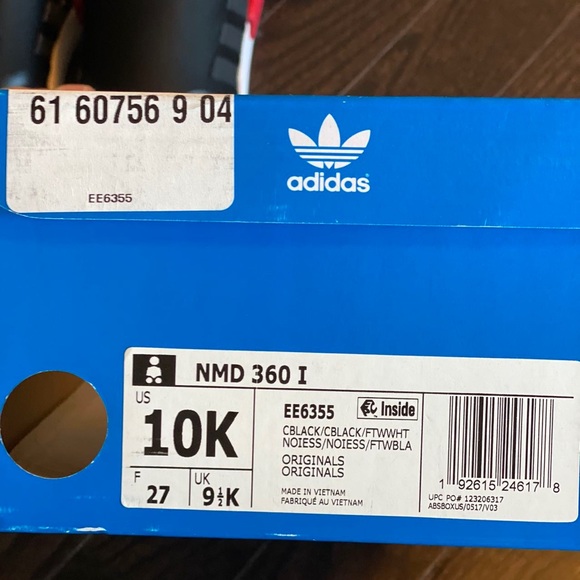 61 60756 9 04
EE6355
adidas
NMD 360 I
US
10K
F
27
UK
9½K
EE6355
Inside
CBLACK/CBLACK/FTWWHT
NOIESS/NOIESS/FTWBLA
ORIGINALS
ORIGINALS
MADE IN VIETNAM
FABRIQUÉ AU VIETNAM
1 92615 24617 8
UPC PO# 123206317
ABSBOXUS/0517/V03